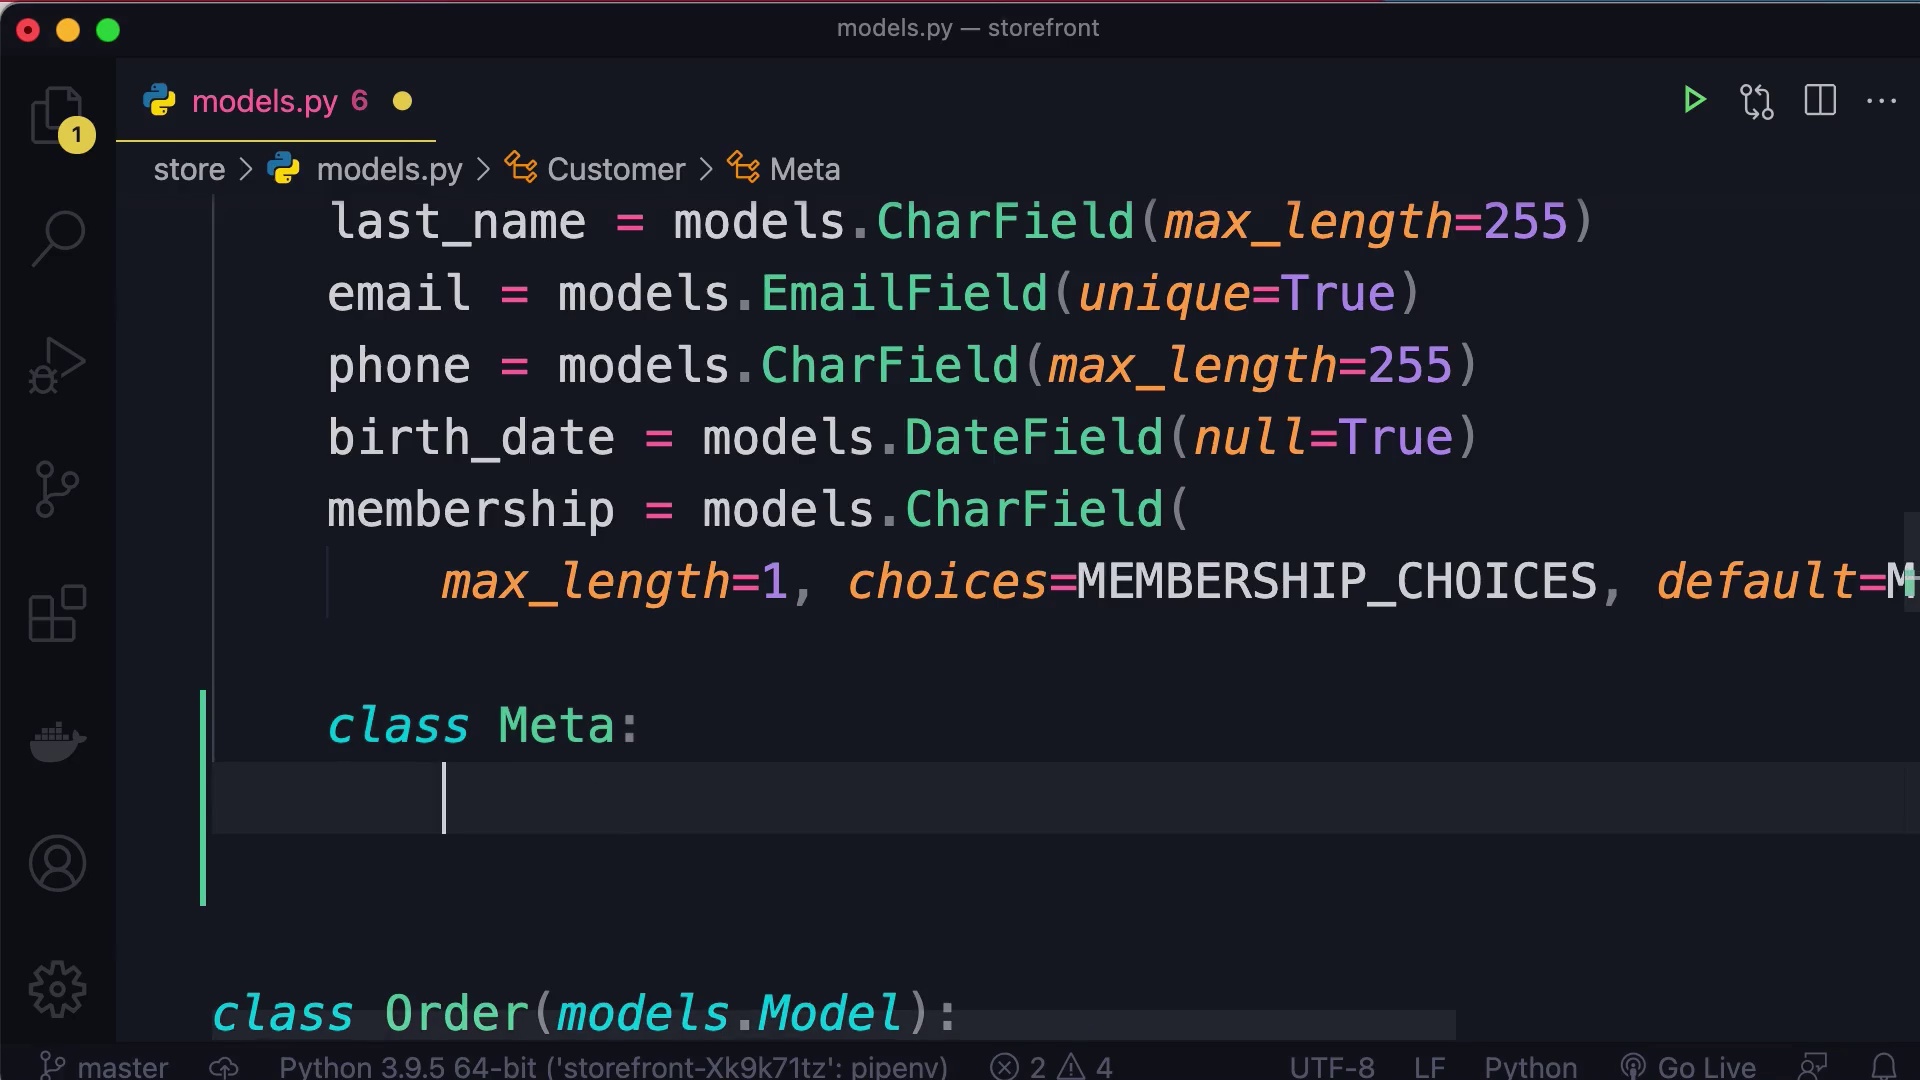 models.py — storefront
models.py 6
1
store > models.py > Customer > Meta
last_name = models.CharField(max_length=255)
email = models.EmailField(unique=True)
phone = models.CharField(max_length=255)
birth_date = models.DateField(null=True)
membership = models.CharField(
max_length=1, choices=MEMBERSHIP_CHOICES, default=M
class Meta:
class Order(models.Model):
master Python 3.9.5 64-bit ('storefront-Xk9k71tz': pipenv) 2 4 UTF-8 LF Python Go Live